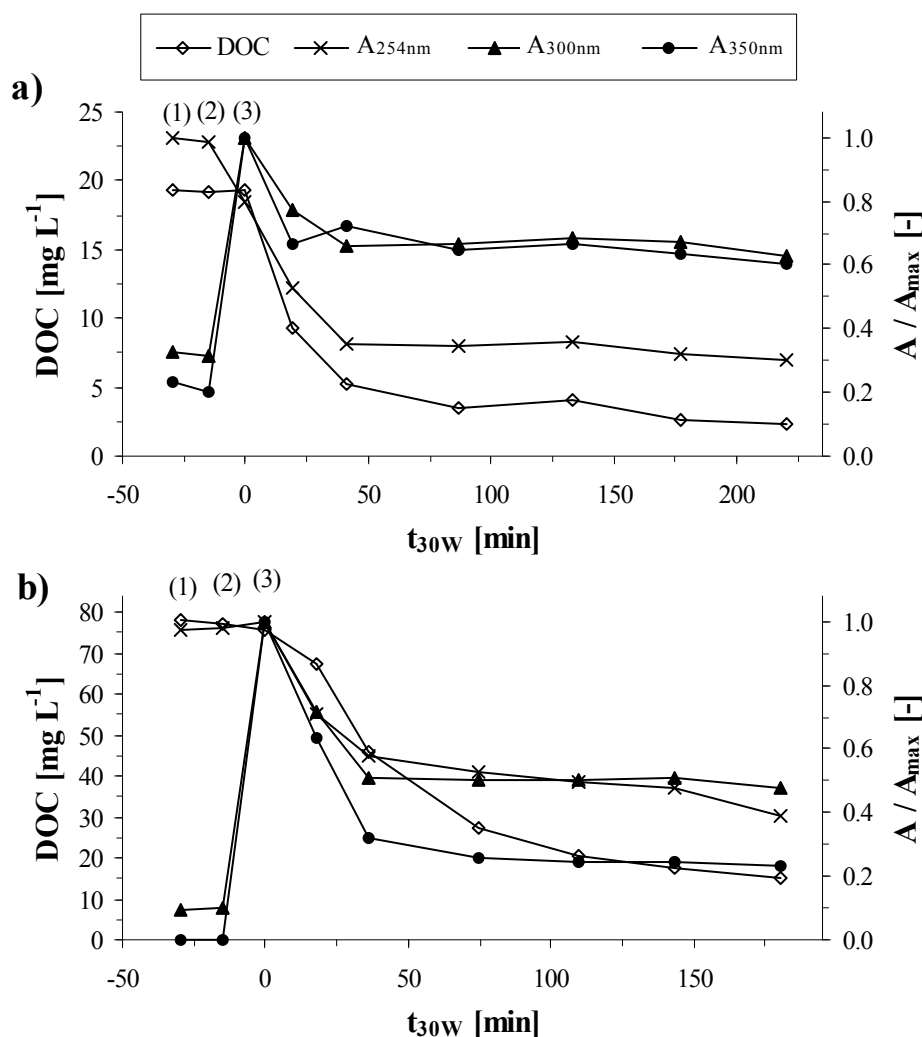 DOC A254nm A300nm A350nm
a)
(1) (2) (3)
25
20
15
10
5
0
DOC [mg L-1]
1.0
0.8
0.6
0.4
0.2
0.0
A / Amax [-]
-50 0 50 100 150 200
t30W [min]
b)
(1) (2) (3)
80
70
60
50
40
30
20
10
0
DOC [mg L-1]
1.0
0.8
0.6
0.4
0.2
0.0
A / Amax [-]
-50 0 50 100 150
t30W [min]